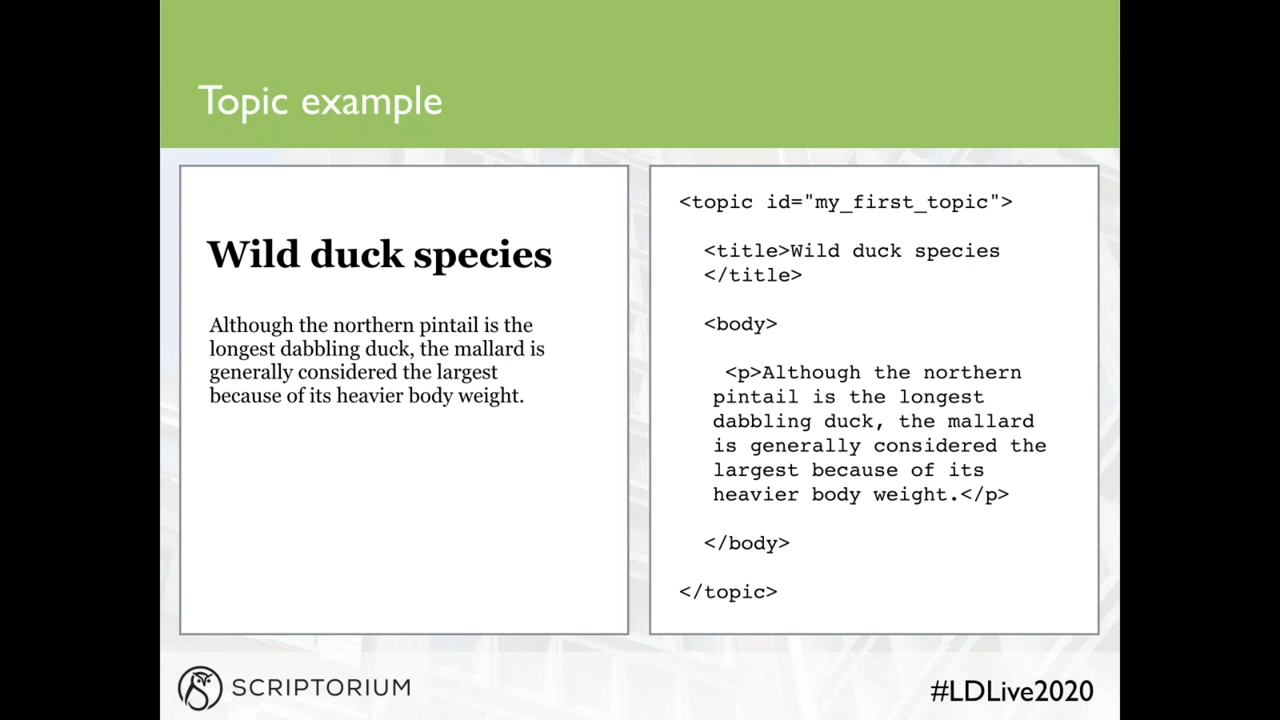 Topic example
Wild duck species
Although the northern pintail is the
longest dabbling duck, the mallard is
generally considered the largest
because of its heavier body weight.
<topic id="my_first_topic">
<title>Wild duck species
</title>
<body>
<p>Although the northern
pintail is the longest
dabbling duck, the mallard
is generally considered the
largest because of its
heavier body weight.</p>
</body>
</topic>
SCRIPTORIUM
#LDLive2020